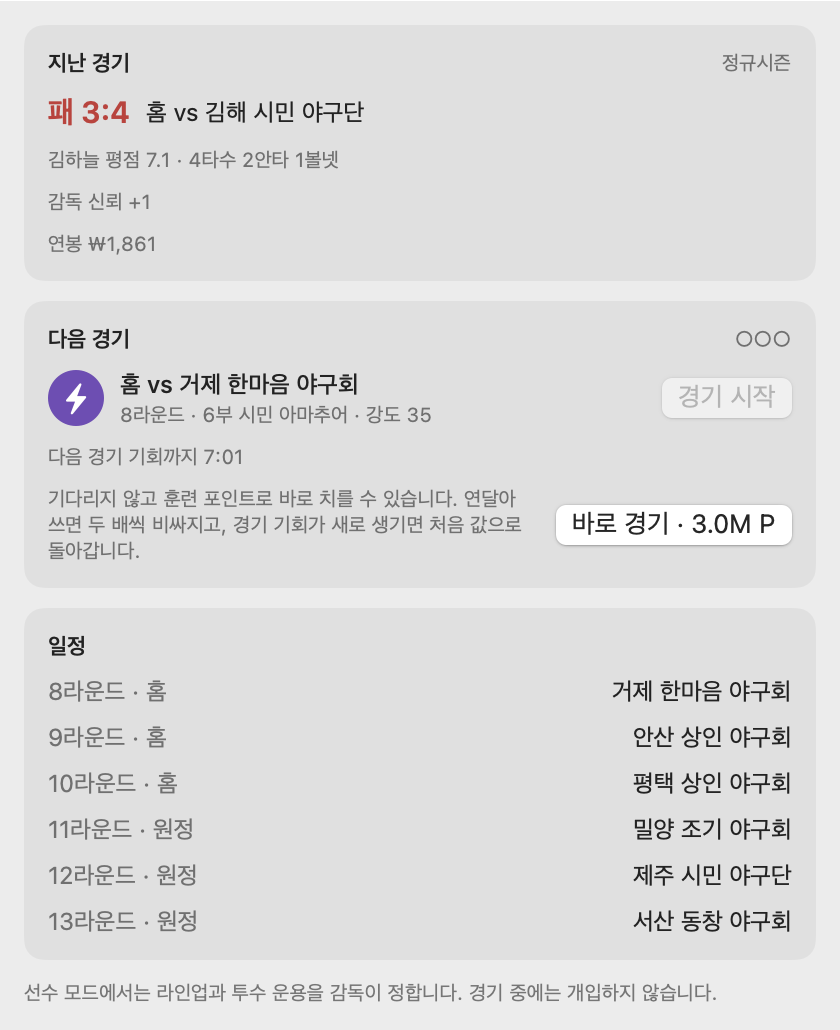 지난 경기
정규시즌
패 3:4 홈 vs 김해 시민 야구단
김하늘 평점 7.1 · 4타수 2안타 1볼넷
감독 신뢰 +1
연봉 ₩1,861
다음 경기
○○○
홈 vs 거제 한마음 야구회
8라운드 · 6부 시민 아마추어 · 강도 35
경기 시작
다음 경기 기회까지 7:01
기다리지 않고 훈련 포인트로 바로 치를 수 있습니다. 연달아
쓰면 두 배씩 비싸지고, 경기 기회가 새로 생기면 처음 값으로
돌아갑니다.
바로 경기 · 3.0M P
일정
8라운드 · 홈 거제 한마음 야구회
9라운드 · 홈 안산 상인 야구회
10라운드 · 홈 평택 상인 야구회
11라운드 · 원정 밀양 조기 야구회
12라운드 · 원정 제주 시민 야구단
13라운드 · 원정 서산 동창 야구회
선수 모드에서는 라인업과 투수 운용을 감독이 정합니다. 경기 중에는 개입하지 않습니다.